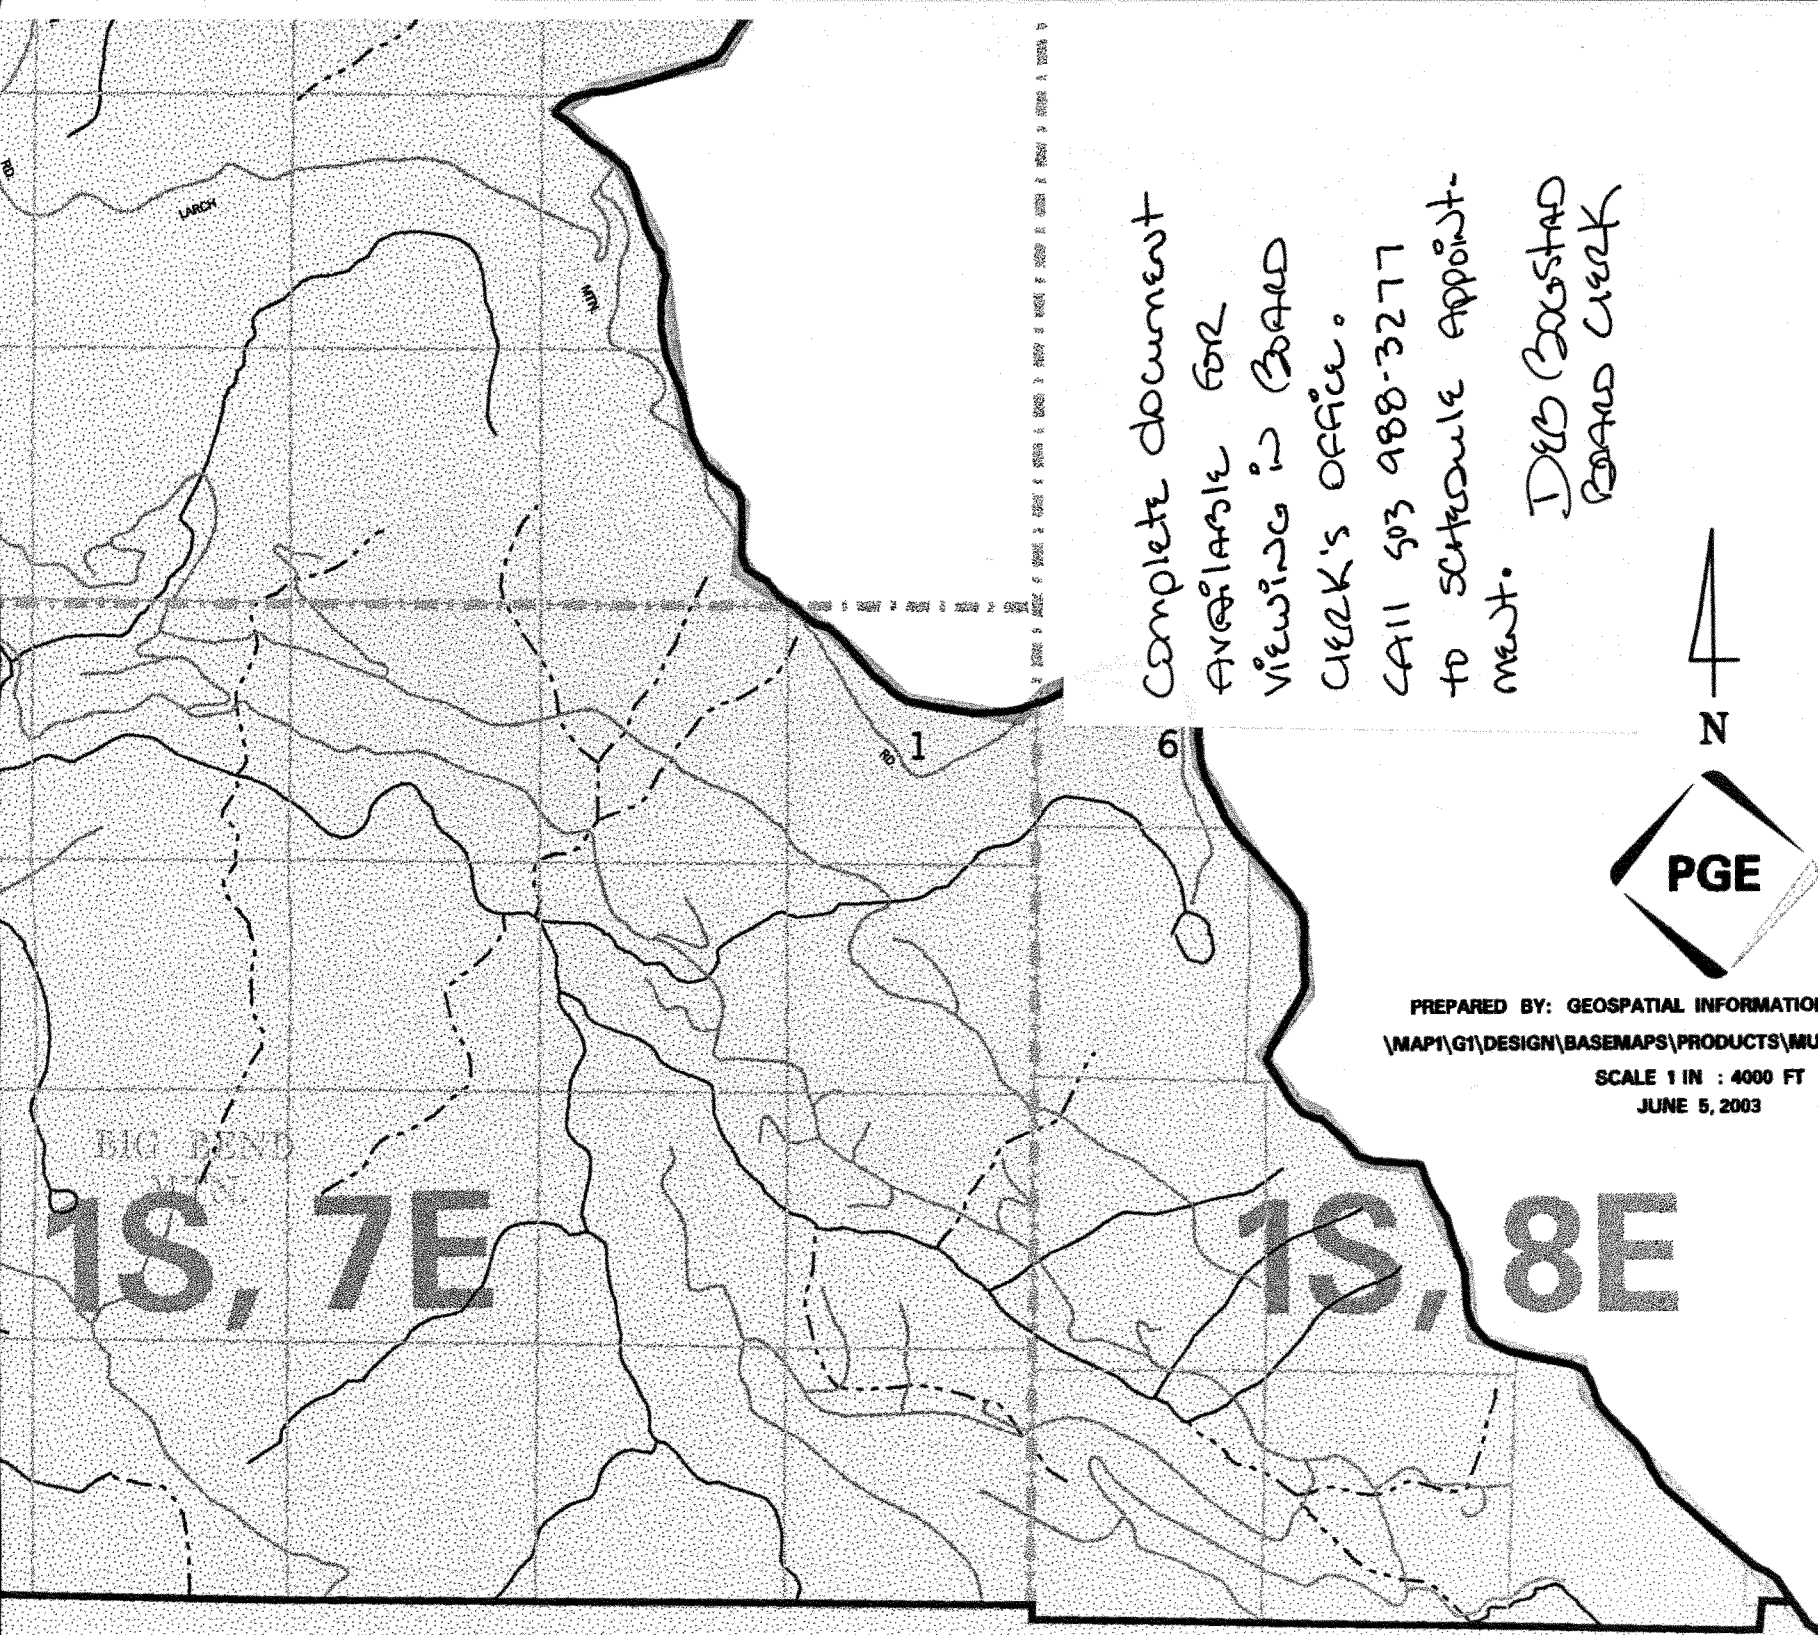 RD.
LARCH
MTN.
Complete document
AVAilABlE FOR
Viewing in BOARD
Clerk's Office.
CAll 503 988-3277
to schedule Appoint-
ment.
DEB BOGSTAD
BOARD CLERK
N
RD.
1
6
PGE
PREPARED BY: GEOSPATIAL INFORMATION
\MAP1\G1\DESIGN\BASEMAPS\PRODUCTS\MU
SCALE 1 IN : 4000 FT
JUNE 5, 2003
BIG BEND
1S, 7E
1S, 8E